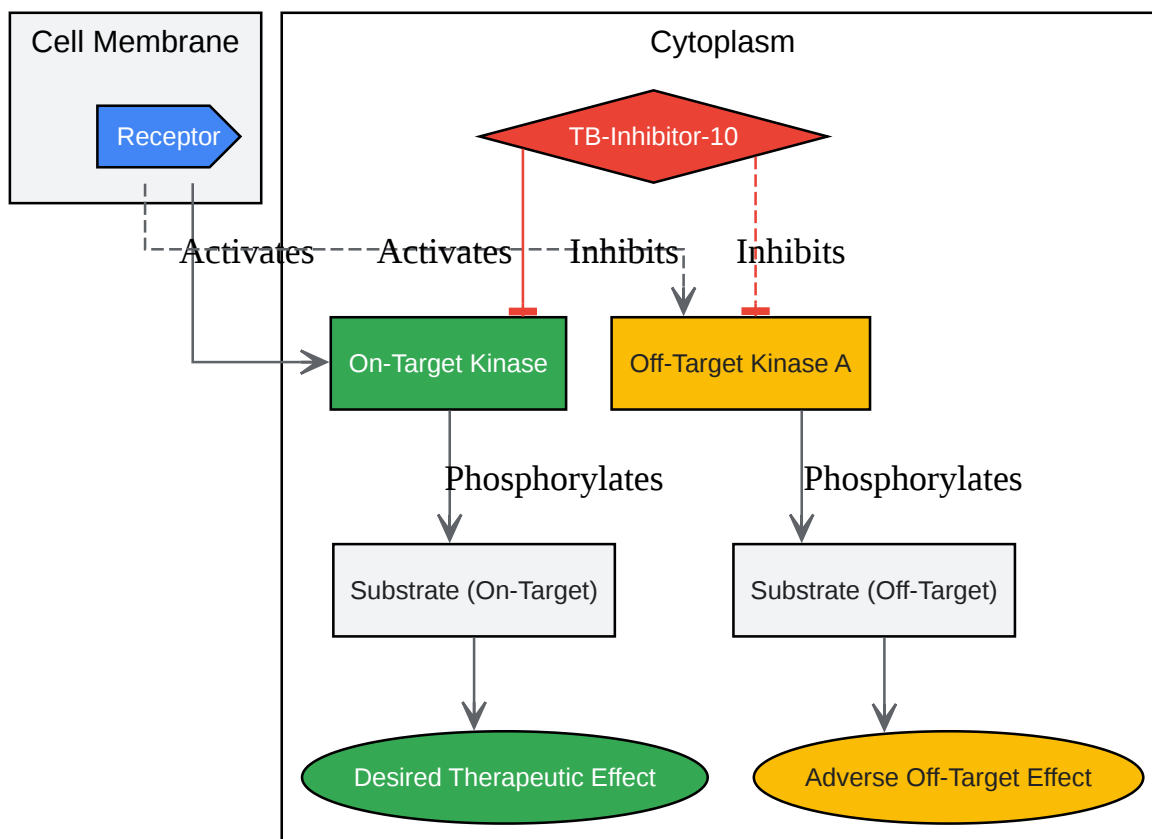 Cell Membrane
Cytoplasm
Receptor
TB-Inhibitor-10
Activates
Activates
Inhibits
Inhibits
On-Target Kinase
Off-Target Kinase A
Phosphorylates
Phosphorylates
Substrate (On-Target)
Substrate (Off-Target)
Desired Therapeutic Effect
Adverse Off-Target Effect